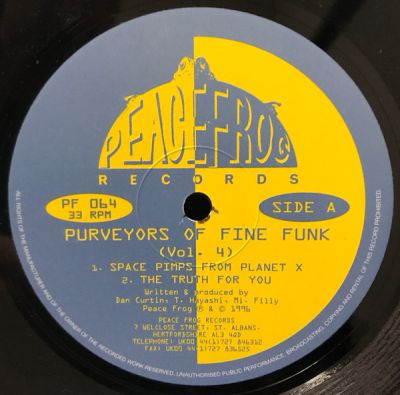 PEACEFROG
RECORDS
PF 064
33 RPM
SIDE A
PURVEYORS OF FINE FUNK
(Vol. 4)
1. SPACE PIMPS FROM PLANET X
2. THE TRUTH FOR YOU
Written & produced by
Dan Curtin, T. Hayashi, Mi. Filly
Peace Frog ℗ & © 1996
PEACE FROG RECORDS
7 WELCLOSE STREET, ST. ALBANS,
HERTFORDSHIRE AL3 4QD
TELEPHONE: UK00 44(1)727 846312
FAX: UK00 44(1)727 836525
ALL RIGHTS OF THE MANUFACTURER AND OF THE OWNER OF THE RECORDED WORK RESERVED. UNAUTHORISED PUBLIC PERFORMANCE, BROADCASTING, COPYING AND RENTAL OF THIS RECORD PROHIBITED.